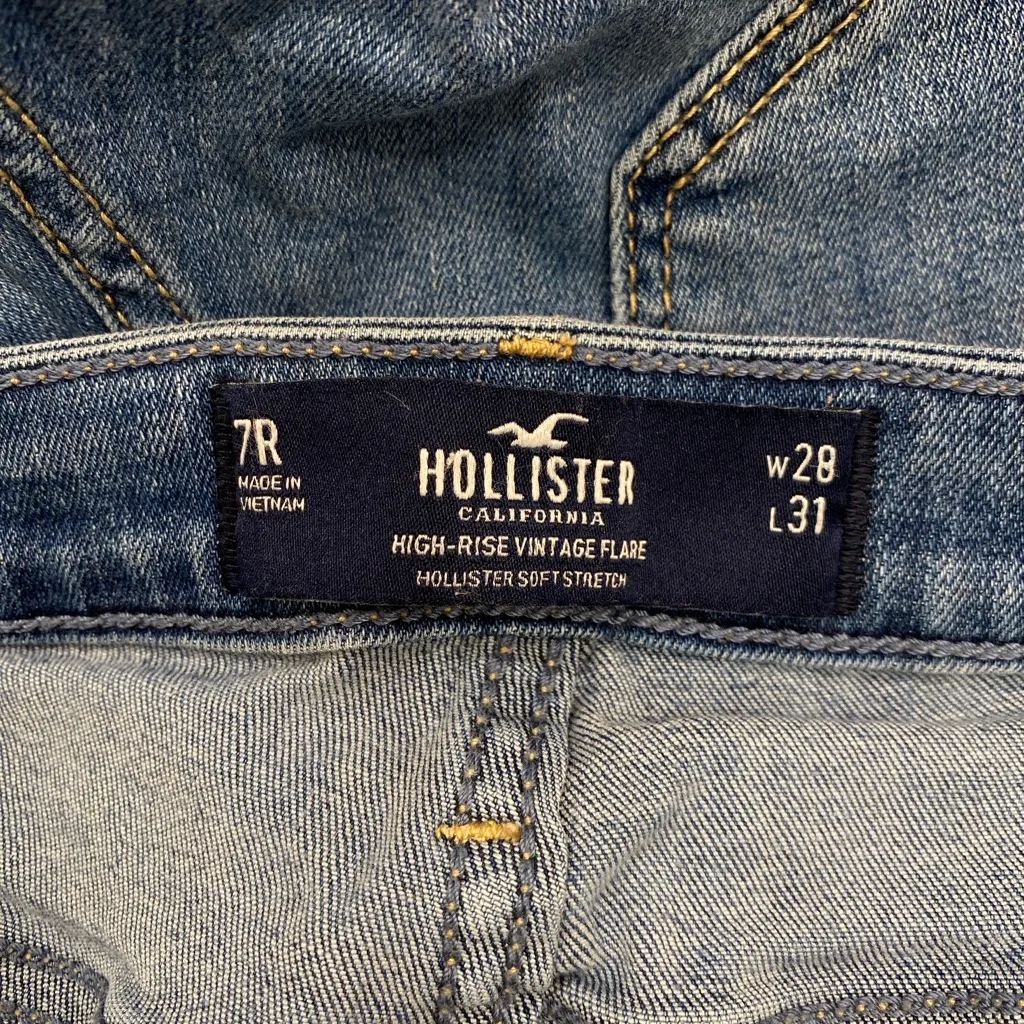 7R
MADE IN
VIETNAM
HOLLISTER
CALIFORNIA
HIGH-RISE VINTAGE FLARE
HOLLISTER SOFT STRETCH
W28
L31